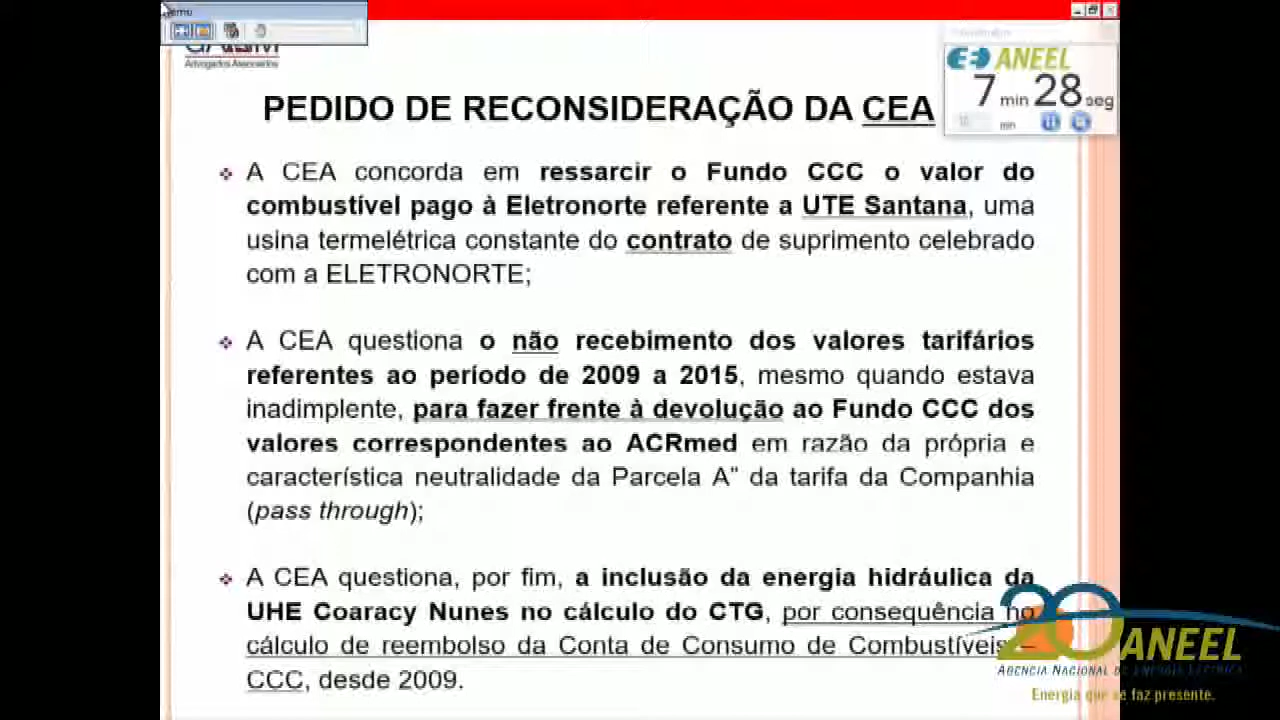 Advogados Associados
ANEEL
7 min 28 seg
min
PEDIDO DE RECONSIDERAÇÃO DA CEA
A CEA concorda em ressarcir o Fundo CCC o valor do
combustível pago à Eletronorte referente a UTE Santana, uma
usina termelétrica constante do contrato de suprimento celebrado
com a ELETRONORTE;
A CEA questiona o não recebimento dos valores tarifários
referentes ao período de 2009 a 2015, mesmo quando estava
inadimplente, para fazer frente à devolução ao Fundo CCC dos
valores correspondentes ao ACRmed em razão da própria e
característica neutralidade da Parcela A” da tarifa da Companhia
(pass through);
A CEA questiona, por fim, a inclusão da energia hidráulica da
UHE Coaracy Nunes no cálculo do CTG, por consequência no
cálculo de reembolso da Conta de Consumo de Combustíveis –
CCC, desde 2009.
20 ANEEL
AGÊNCIA NACIONAL DE ENERGIA ELÉTRICA
Energia que se faz presente.